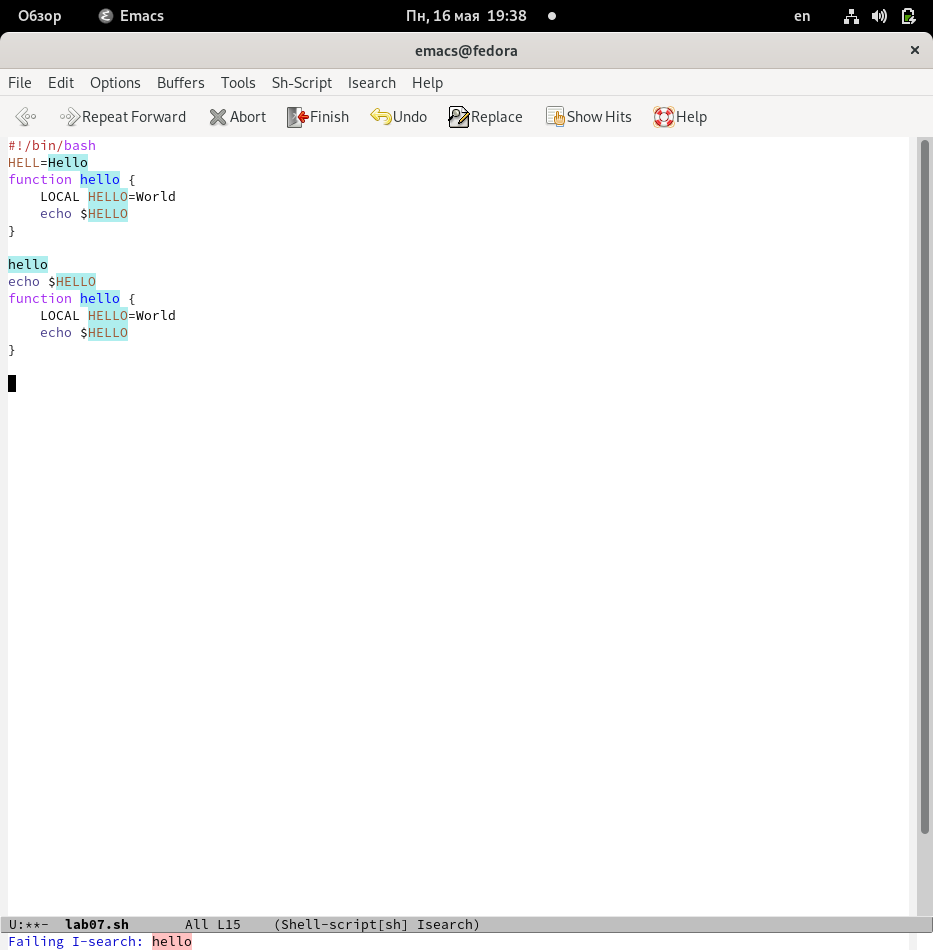 Обзор Emacs Пн, 16 мая 19:38 en
emacs@fedora ×
File Edit Options Buffers Tools Sh-Script Isearch Help
Repeat Forward Abort Finish Undo Replace Show Hits Help
#!/bin/bash
HELL=Hello
function hello {
    LOCAL HELLO=World
    echo $HELLO
}
hello
echo $HELLO
function hello {
    LOCAL HELLO=World
    echo $HELLO
}
U:**- lab07.sh All L15 (Shell-script[sh] Isearch)
Failing I-search: hello